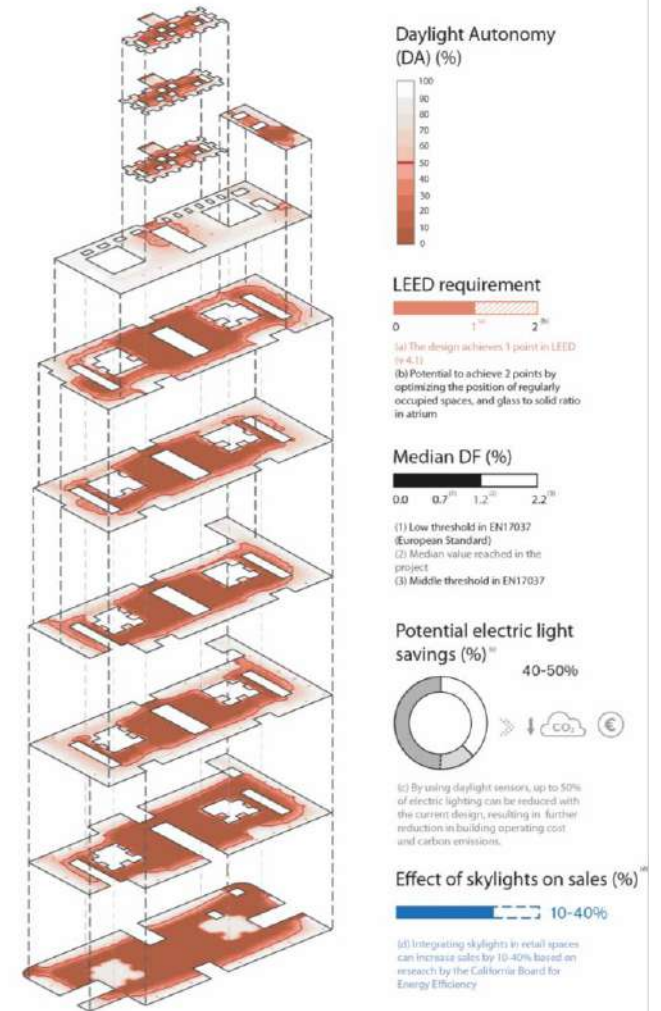 Daylight Autonomy
(DA) (%)
100
90
80
70
60
50
40
30
20
10
0
LEED requirement
0
1(a)
2(b)
(a) The design achieves 1 point in LEED
(v 4.1)
(b) Potential to achieve 2 points by
optimizing the position of regularly
occupied spaces, and glass to solid ratio
in atrium
Median DF (%)
0.0
0.7(1)
1.2(2)
2.2(3)
(1) Low threshold in EN17037
(European Standard)
(2) Median value reached in the
project
(3) Middle threshold in EN17037
Potential electric light
savings (%)(c)
40-50%
CO2
€
(c) By using daylight sensors, up to 50%
of electric lighting can be reduced with
the current design, resulting in further
reduction in building operating cost
and carbon emissions.
Effect of skylights on sales (%)(d)
10-40%
(d) Integrating skylights in retail spaces
can increase sales by 10-40% based on
research by the California Board for
Energy Efficiency